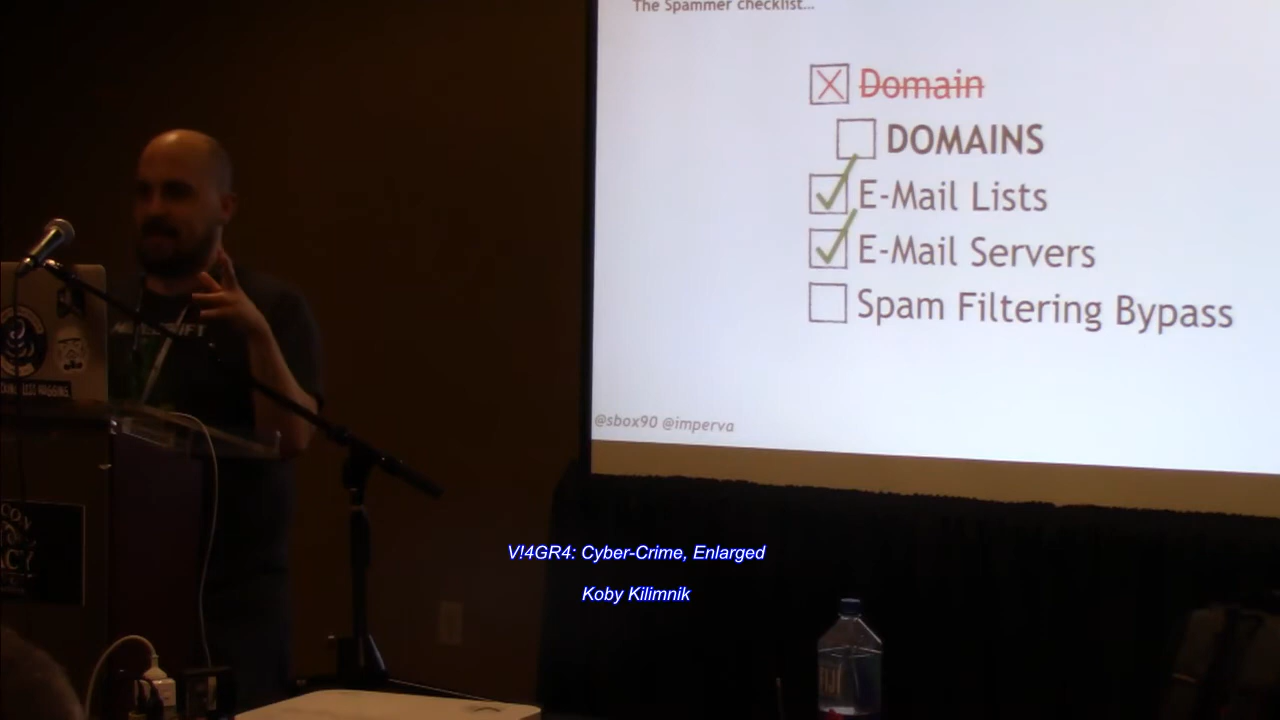 The Spammer checklist...
Domain
DOMAINS
E-Mail Lists
E-Mail Servers
Spam Filtering Bypass
@sbox90 @imperva
V!4GR4: Cyber-Crime, Enlarged
Koby Kilimnik
FIJI